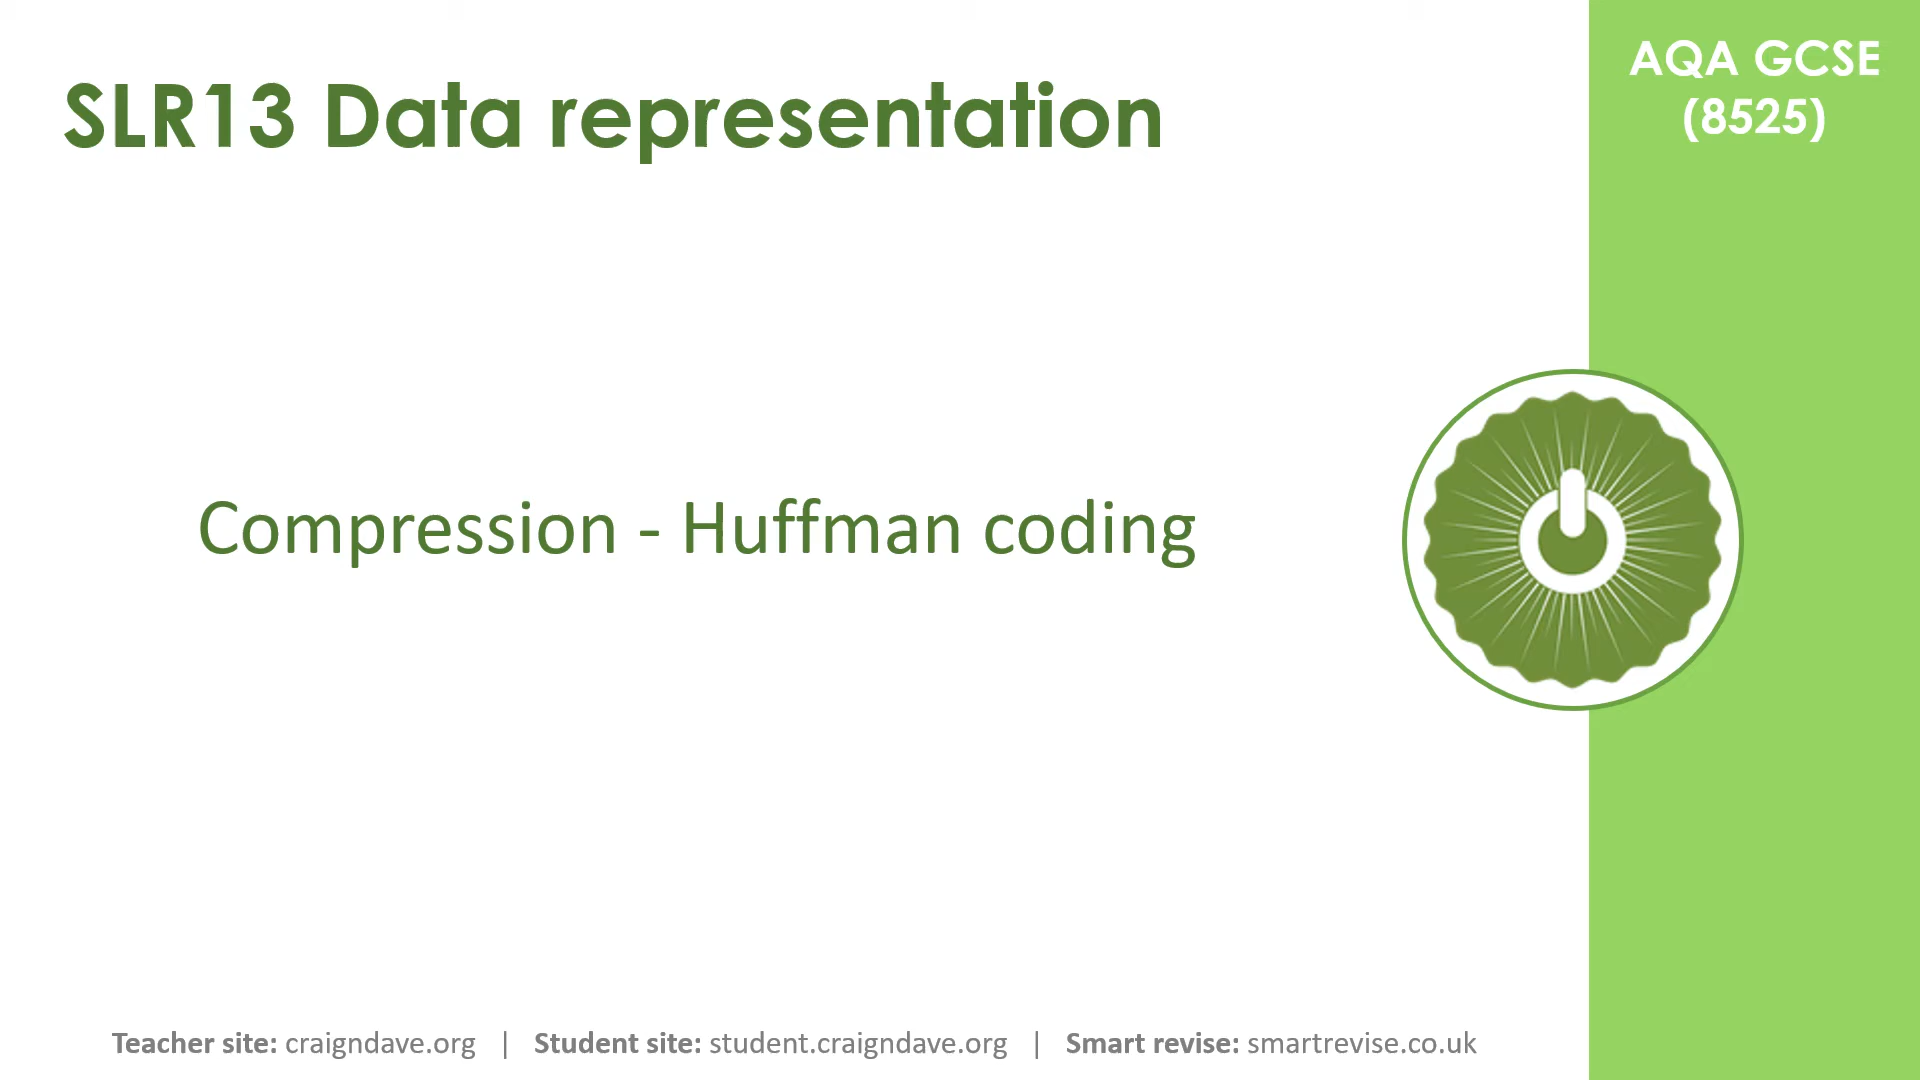 SLR13 Data representation
AQA GCSE
(8525)
Compression - Huffman coding
Teacher site: craigndave.org | Student site: student.craigndave.org | Smart revise: smartrevise.co.uk